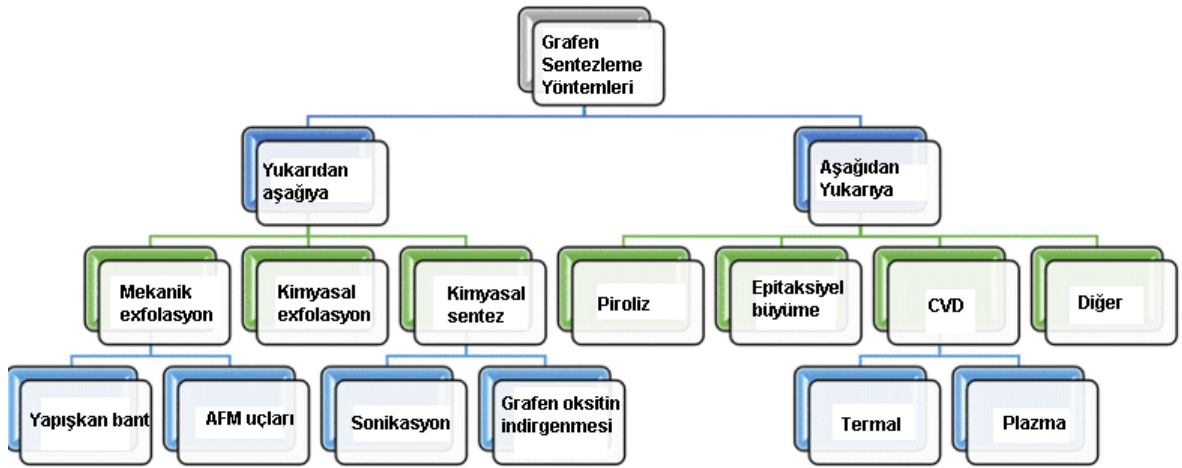 Grafen
Sentezleme
Yöntemleri
Yukarıdan
aşağıya
Aşağıdan
Yukarıya
Mekanik
exfolasyon
Kimyasal
exfolasyon
Kimyasal
sentez
Piroliz
Epitaksiyel
büyüme
CVD
Diğer
Yapışkan bant
AFM uçları
Sonikasyon
Grafen oksitin
indirgenmesi
Termal
Plazma